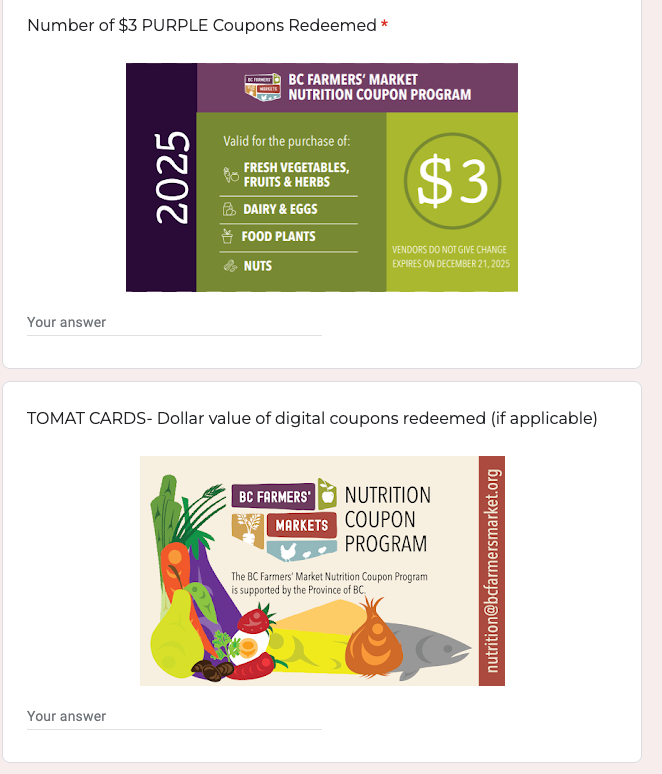 Number of $3 PURPLE Coupons Redeemed *
2025
BC FARMERS'
MARKETS
BC FARMERS' MARKET
NUTRITION COUPON PROGRAM
Valid for the purchase of:
FRESH VEGETABLES,
FRUITS & HERBS
DAIRY & EGGS
FOOD PLANTS
NUTS
$3
VENDORS DO NOT GIVE CHANGE
EXPIRES ON DECEMBER 21, 2025
Your answer
TOMAT CARDS- Dollar value of digital coupons redeemed (if applicable)
BC FARMERS'
MARKETS
NUTRITION
COUPON
PROGRAM
The BC Farmers' Market Nutrition Coupon Program
is supported by the Province of BC.
nutrition@bcfarmersmarket.org
Your answer